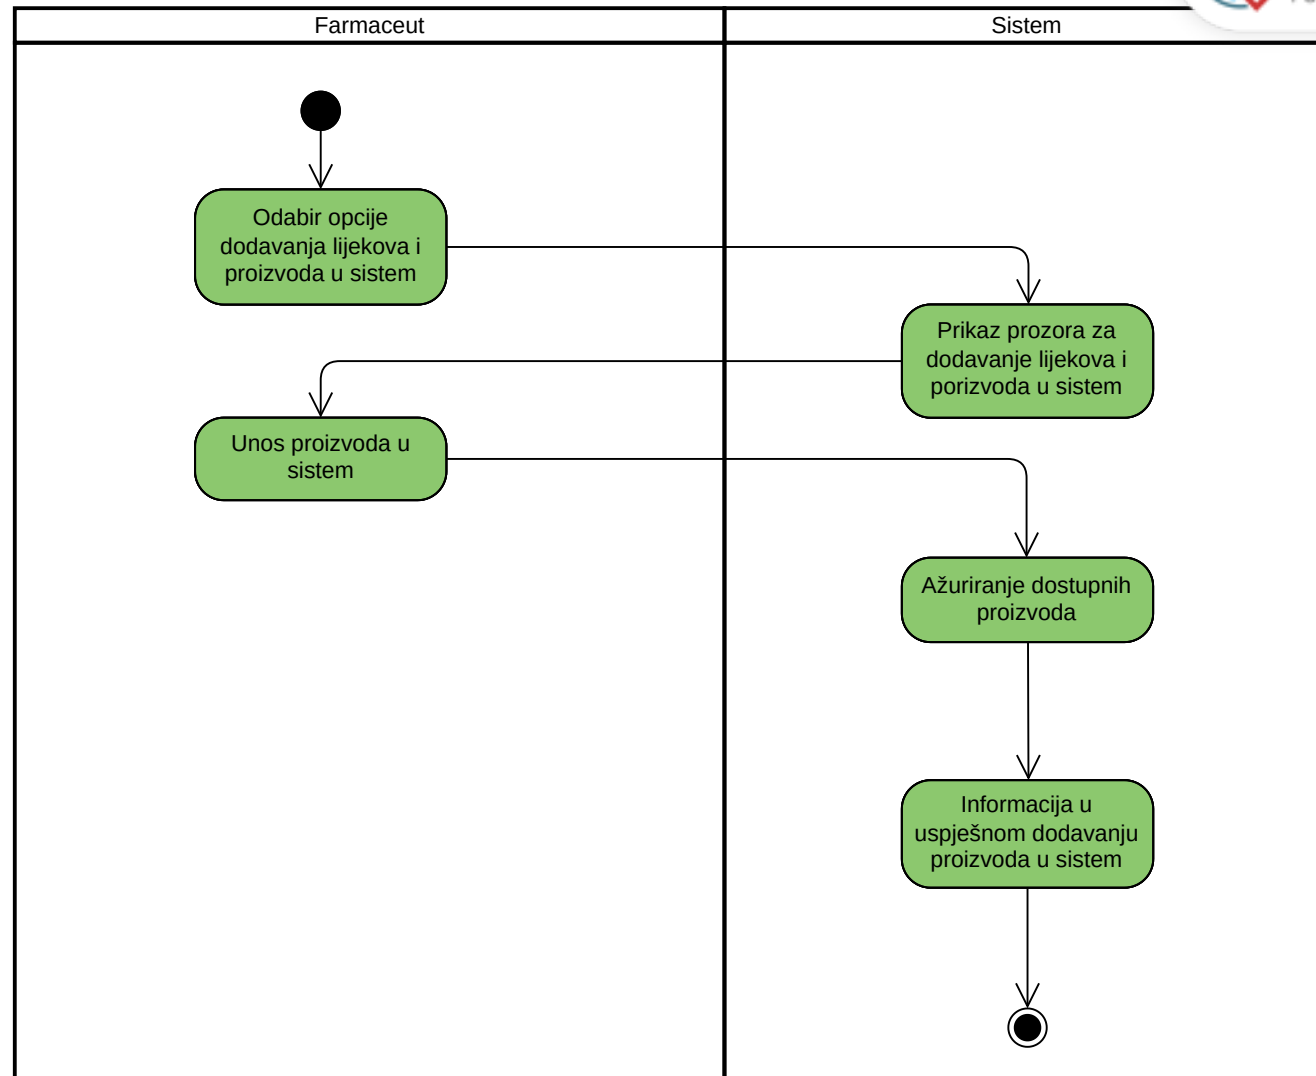 Farmaceut
Sistem
Odabir opcije
dodavanja lijekova i
proizvoda u sistem
Prikaz prozora za
dodavanje lijekova i
porizvoda u sistem
Unos proizvoda u
sistem
Ažuriranje dostupnih
proizvoda
Informacija u
uspješnom dodavanju
proizvoda u sistem